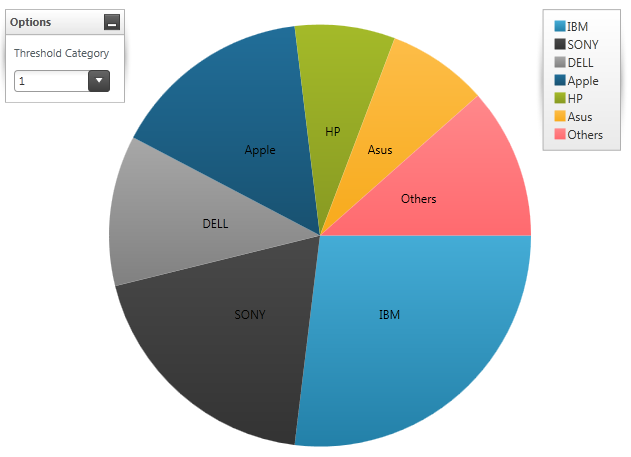 Options
Threshold Category
1
IBM
SONY
DELL
Apple
HP
Asus
Others
HP
Asus
Apple
Others
DELL
SONY
IBM